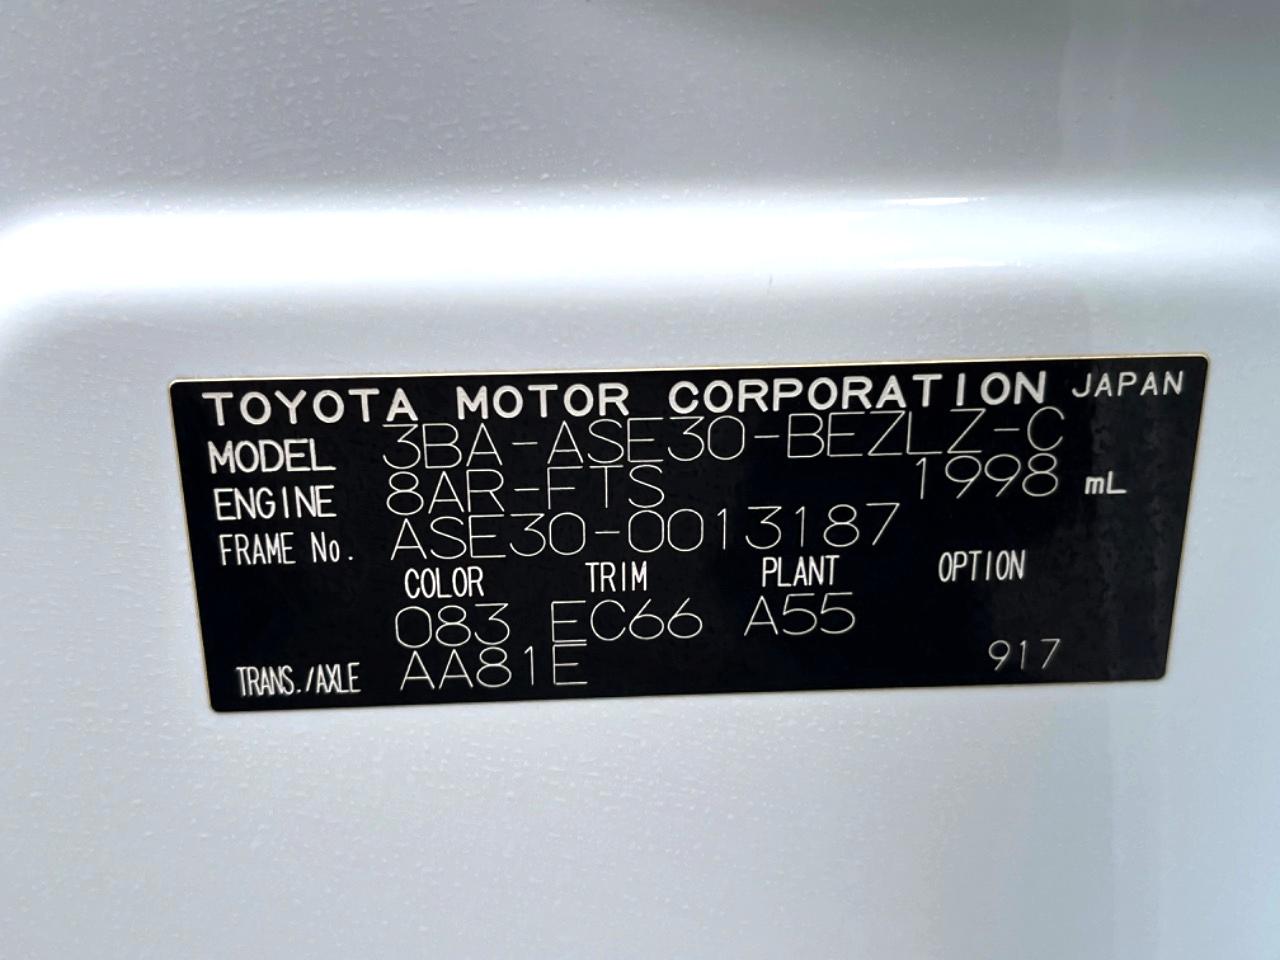 TOYOTA MOTOR CORPORATION JAPAN
MODEL 3BA-ASE30-BEZLZ-C
ENGINE 8AR-FTS 1998 mL
FRAME No. ASE30-0013187
COLOR TRIM PLANT OPTION
083 EC66 A55
TRANS./AXLE AA81E 917